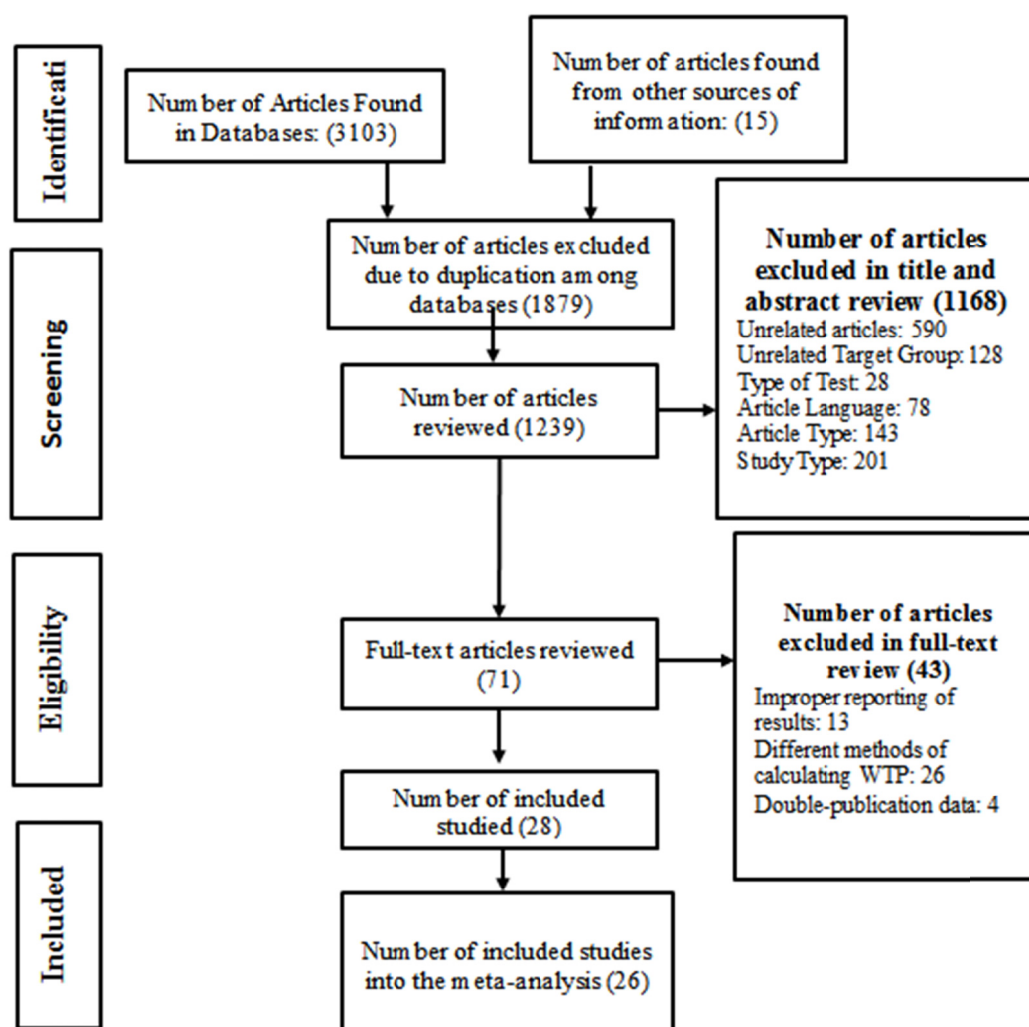 Identificati
Number of Articles Found
in Databases: (3103)
Number of articles found
from other sources of
information: (15)
Screening
Number of articles excluded
due to duplication among
databases (1879)
Number of articles
reviewed (1239)
Number of articles
excluded in title and
abstract review (1168)
Unrelated articles: 590
Unrelated Target Group: 128
Type of Test: 28
Article Language: 78
Article Type: 143
Study Type: 201
Eligibility
Full-text articles reviewed
(71)
Number of articles
excluded in full-text
review (43)
Improper reporting of
results: 13
Different methods of
calculating WTP: 26
Double-publication data: 4
Number of included
studied (28)
Included
Number of included studies
into the meta-analysis (26)